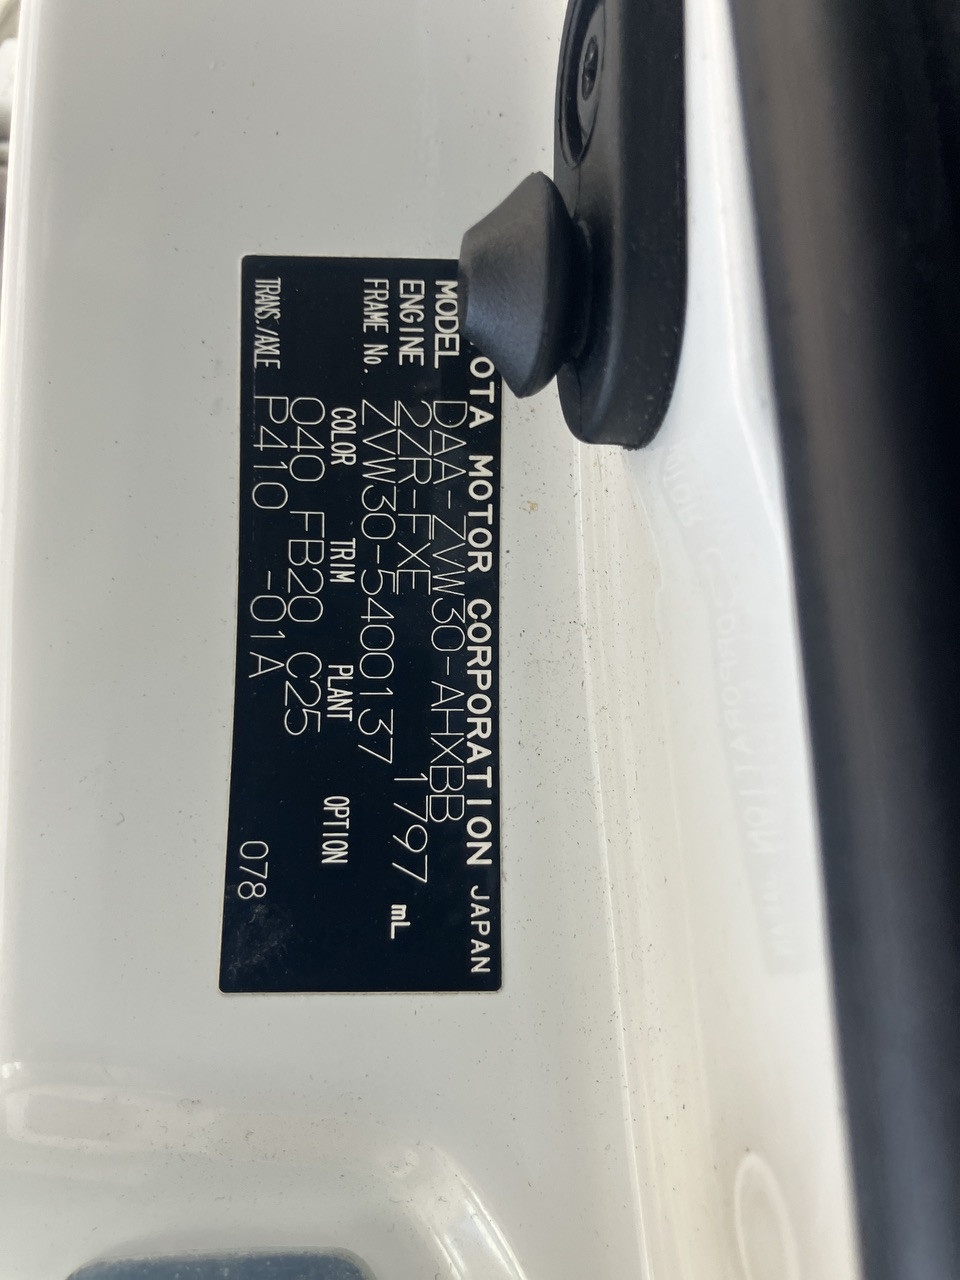 OTA MOTOR CORPORATION JAPAN
MODEL DAA-ZVW30-AHXBB
ENGINE 2ZR-FXE 1797 mL
FRAME No. ZVW30-5400137
COLOR TRIM PLANT OPTION
040 FB20 C25
TRANS./AXLE P410 -01A 078